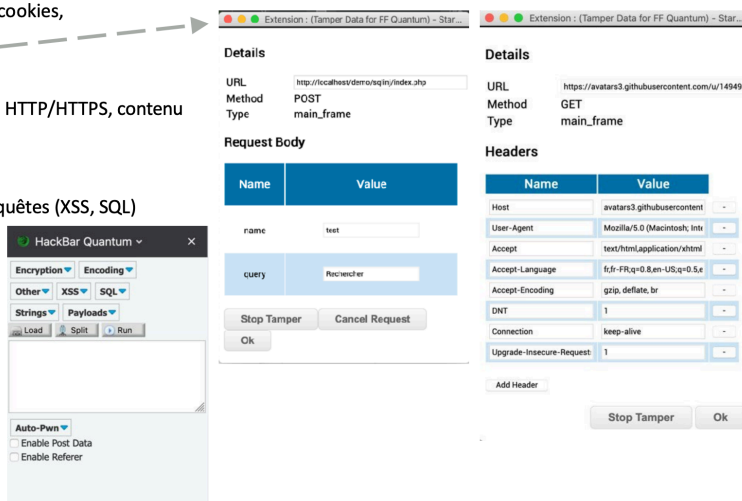 cookies,
HTTP/HTTPS, contenu
quêtes (XSS, SQL)
HackBar Quantum
Encryption Encoding
Other XSS SQL
Strings Payloads
Load Split Run
Auto-Pwn
Enable Post Data
Enable Referer
Extension : (Tamper Data for FF Quantum) - Star...
Details
URL http://localhost/demo/sqlin/index.php
Method POST
Type main_frame
Request Body
Name Value
name test
query Rechercher
Stop Tamper Cancel Request
Ok
Extension : (Tamper Data for FF Quantum) - Star...
Details
URL https://avatars3.githubusercontent.com/u/14949
Method GET
Type main_frame
Headers
Name Value
Host avatars3.githubusercontent -
User-Agent Mozilla/5.0 (Macintosh; Inte -
Accept text/html,application/xhtml -
Accept-Language fr,fr-FR;q=0.8,en-US;q=0.5,e -
Accept-Encoding gzip, deflate, br -
DNT 1 -
Connection keep-alive -
Upgrade-Insecure-Request: 1 -
Add Header
Stop Tamper Ok